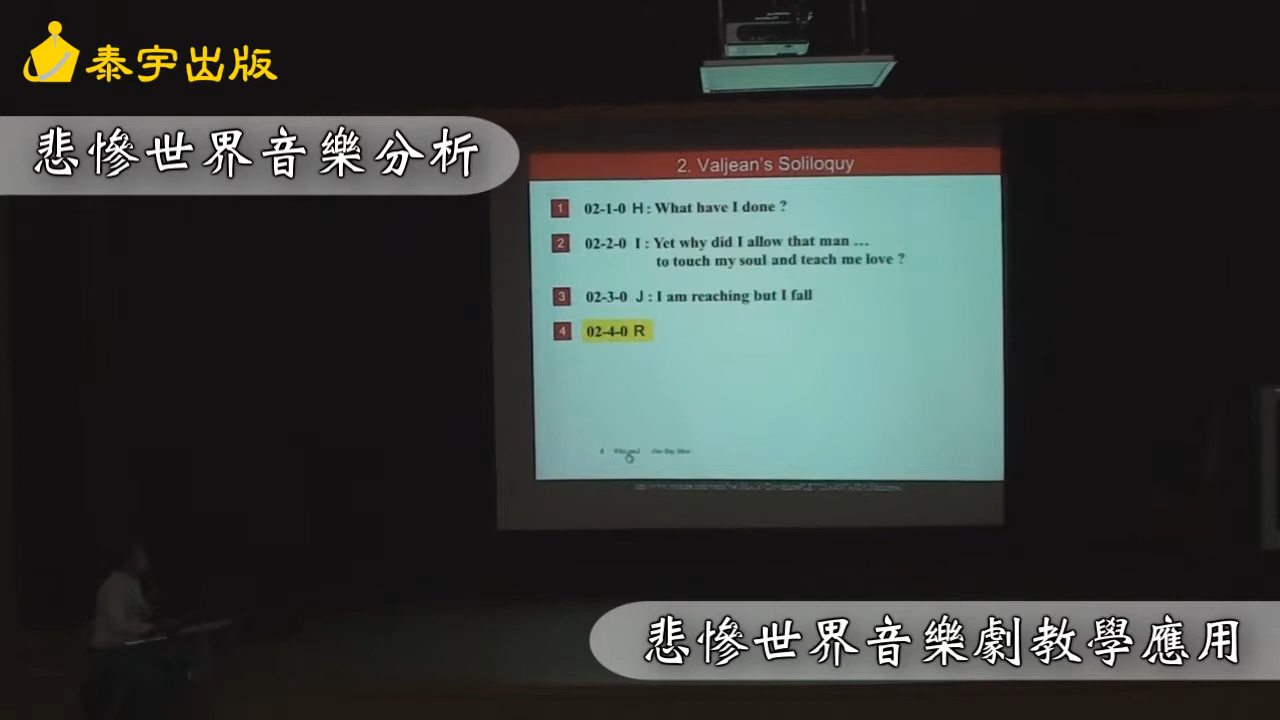 泰宇出版
悲慘世界音樂分析
2. Valjean's Soliloquy
1 02-1-0 H : What have I done ?
2 02-2-0 I : Yet why did I allow that man ...
to touch my soul and teach me love ?
3 02-3-0 J : I am reaching but I fall
4 02-4-0 R
悲慘世界音樂劇教學應用